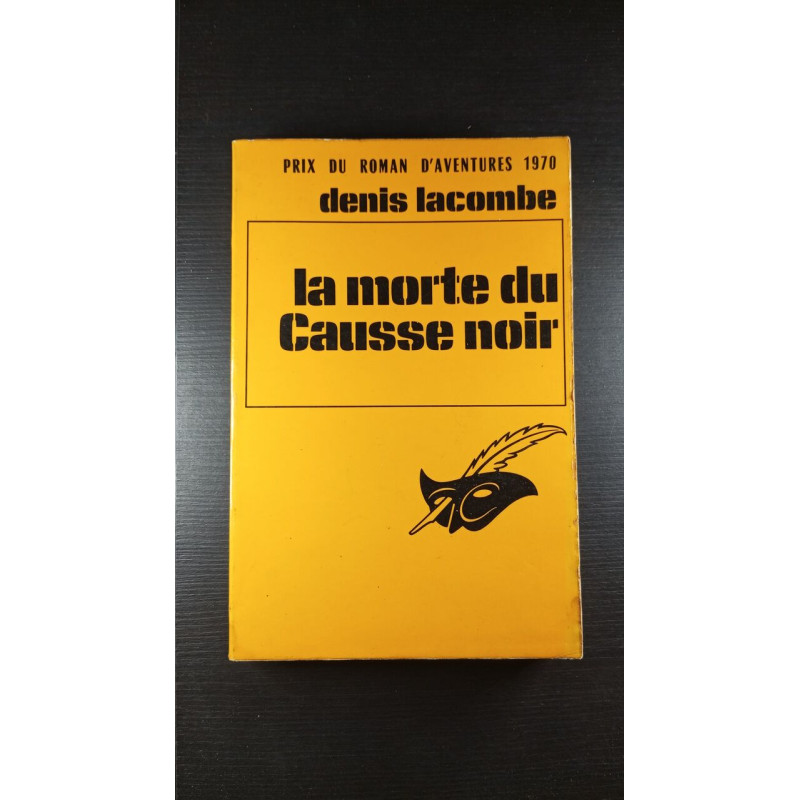 PRIX DU ROMAN D'AVENTURES 1970
denis lacombe
la morte du
Causse noir